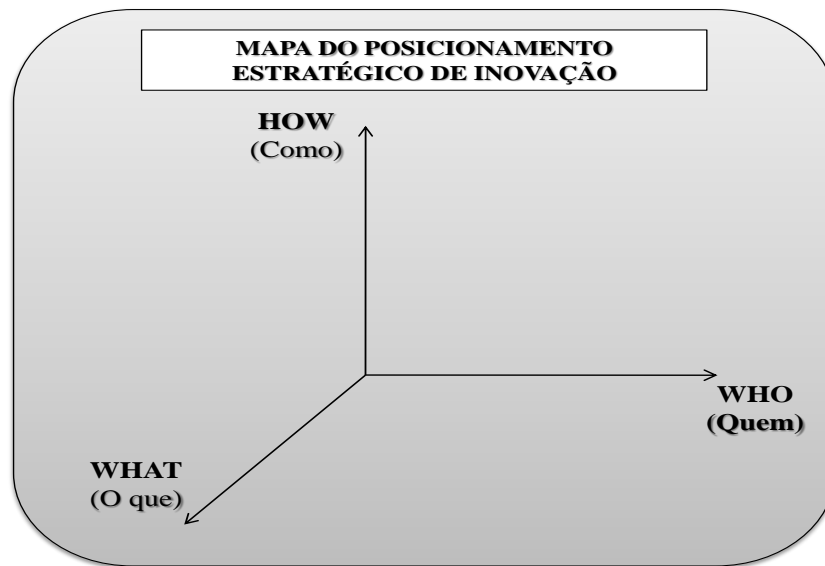 MAPA DO POSICIONAMENTO
ESTRATÉGICO DE INOVAÇÃO
HOW
(Como)
WHO
(Quem)
WHAT
(O que)